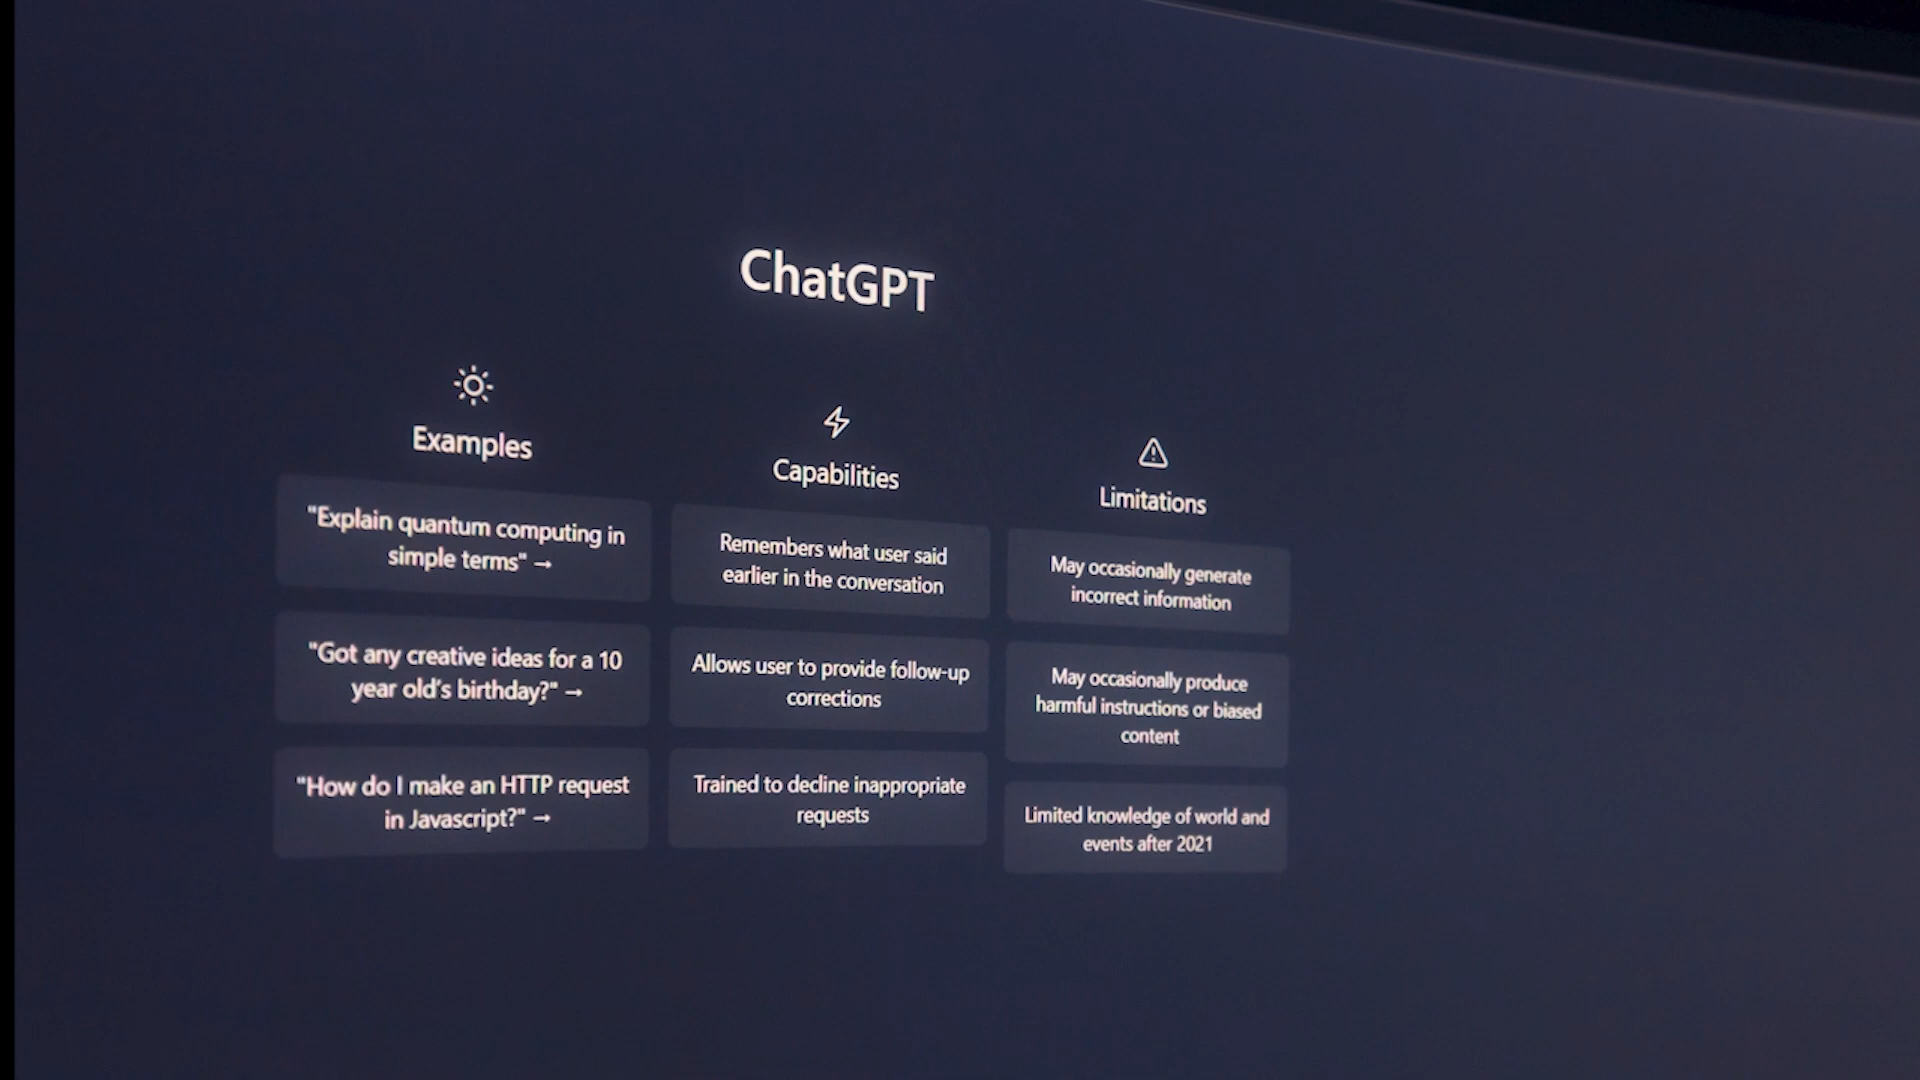 ChatGPT
Examples
"Explain quantum computing in
simple terms" →
"Got any creative ideas for a 10
year old's birthday?" →
"How do I make an HTTP request
in Javascript?" →
Capabilities
Remembers what user said
earlier in the conversation
Allows user to provide follow-up
corrections
Trained to decline inappropriate
requests
Limitations
May occasionally generate
incorrect information
May occasionally produce
harmful instructions or biased
content
Limited knowledge of world and
events after 2021